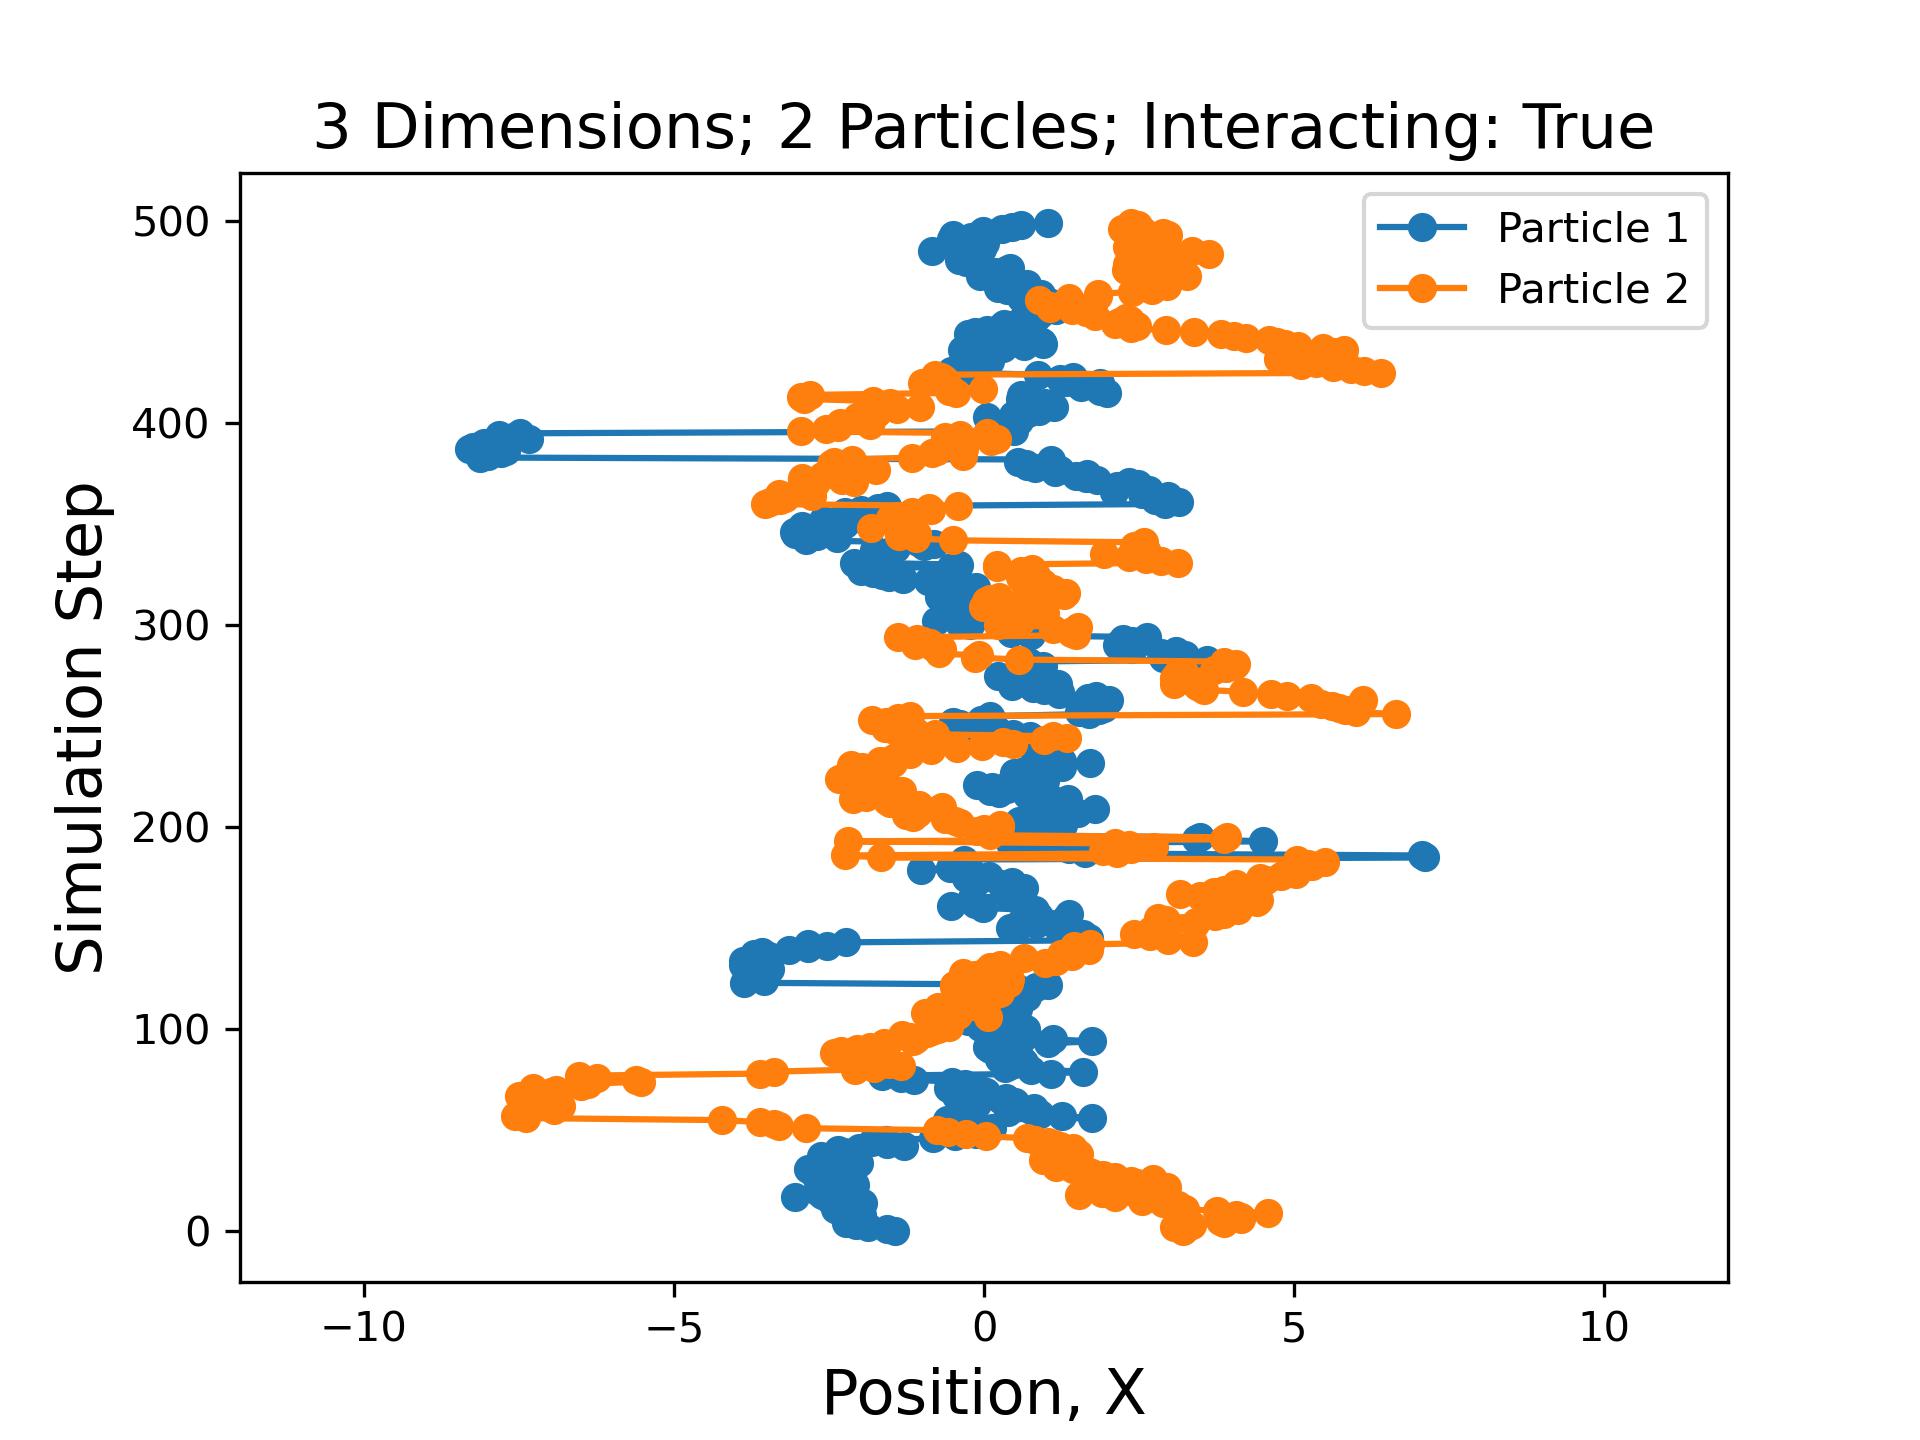 3 Dimensions; 2 Particles; Interacting: True
Particle 1
Particle 2
Simulation Step
500
400
300
200
100
0
−10
−5
0
5
10
Position, X